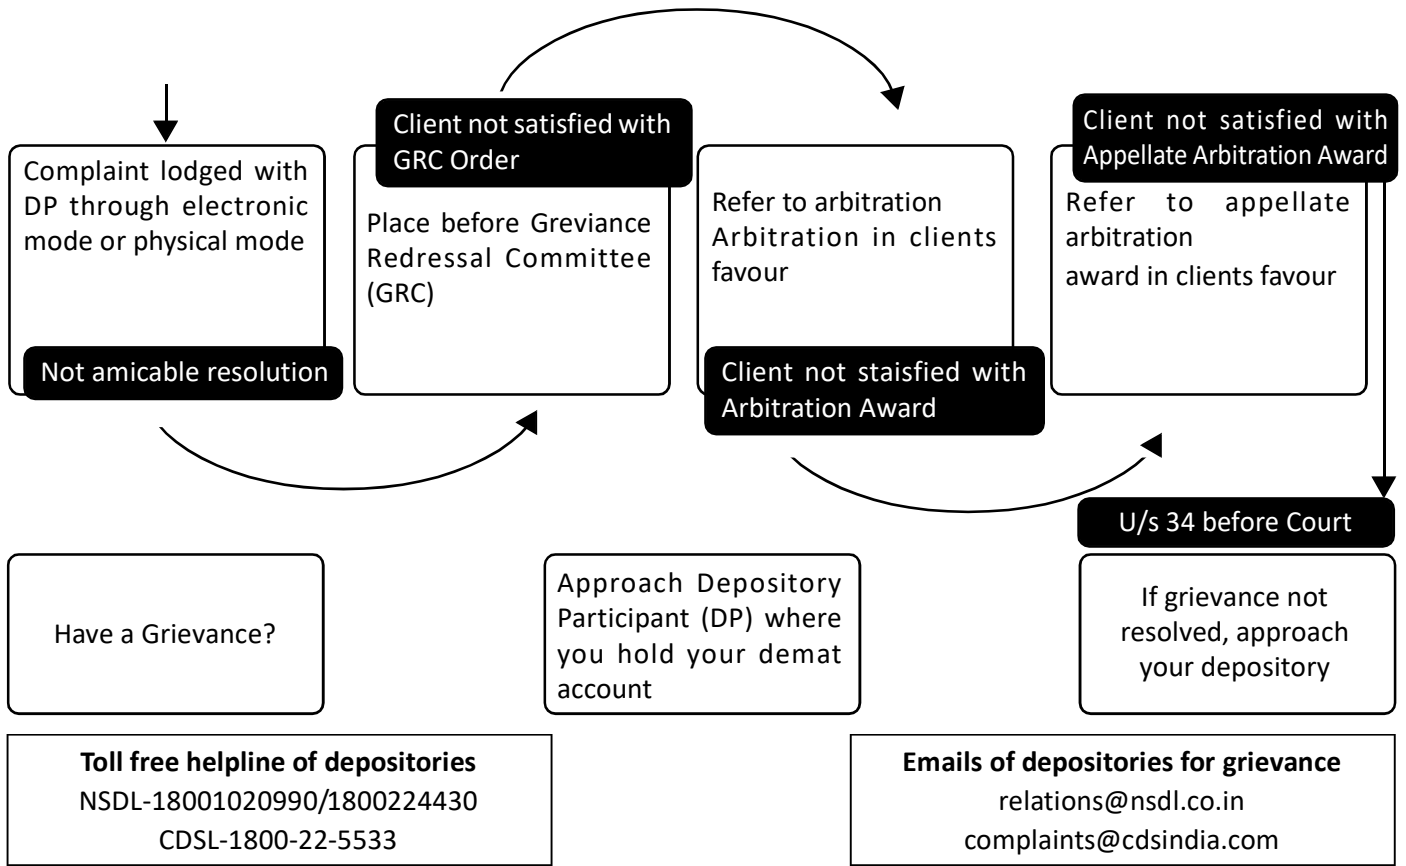 Complaint lodged with
DP through electronic
mode or physical mode
Not amicable resolution
Client not satisfied with
GRC Order
Place before Greviance
Redressal Committee
(GRC)
Refer to arbitration
Arbitration in clients
favour
Client not staisfied with
Arbitration Award
Client not satisfied with
Appellate Arbitration Award
Refer to appellate
arbitration
award in clients favour
U/s 34 before Court
Have a Grievance?
Approach Depository
Participant (DP) where
you hold your demat
account
If grievance not
resolved, approach
your depository
Toll free helpline of depositories
NSDL-18001020990/1800224430
CDSL-1800-22-5533
Emails of depositories for grievance
relations@nsdl.co.in
complaints@cdsindia.com